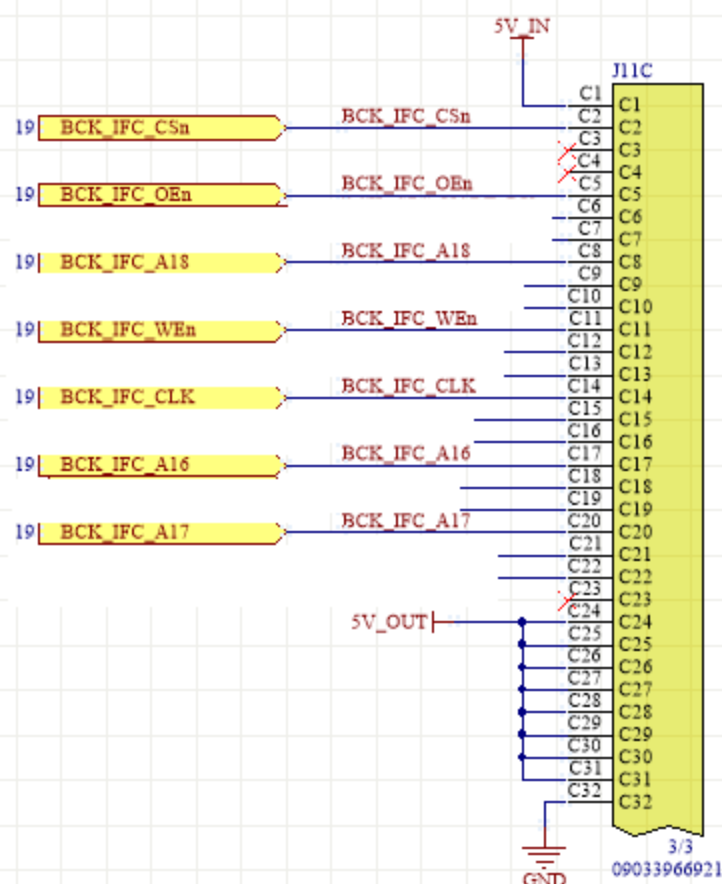 5V_IN
J11C
C1 C1
19 BCK_IFC_CSn BCK_IFC_CSn C2 C2
C3 C3
C4 C4
19 BCK_IFC_OEn BCK_IFC_OEn C5 C5
C6 C6
C7 C7
19 BCK_IFC_A18 BCK_IFC_A18 C8 C8
C9 C9
C10 C10
19 BCK_IFC_WEn BCK_IFC_WEn C11 C11
C12 C12
C13 C13
19 BCK_IFC_CLK BCK_IFC_CLK C14 C14
C15 C15
C16 C16
19 BCK_IFC_A16 BCK_IFC_A16 C17 C17
C18 C18
C19 C19
19 BCK_IFC_A17 BCK_IFC_A17 C20 C20
C21 C21
C22 C22
C23 C23
5V_OUT C24 C24
C25 C25
C26 C26
C27 C27
C28 C28
C29 C29
C30 C30
C31 C31
C32 C32
3/3
09033966921
GND